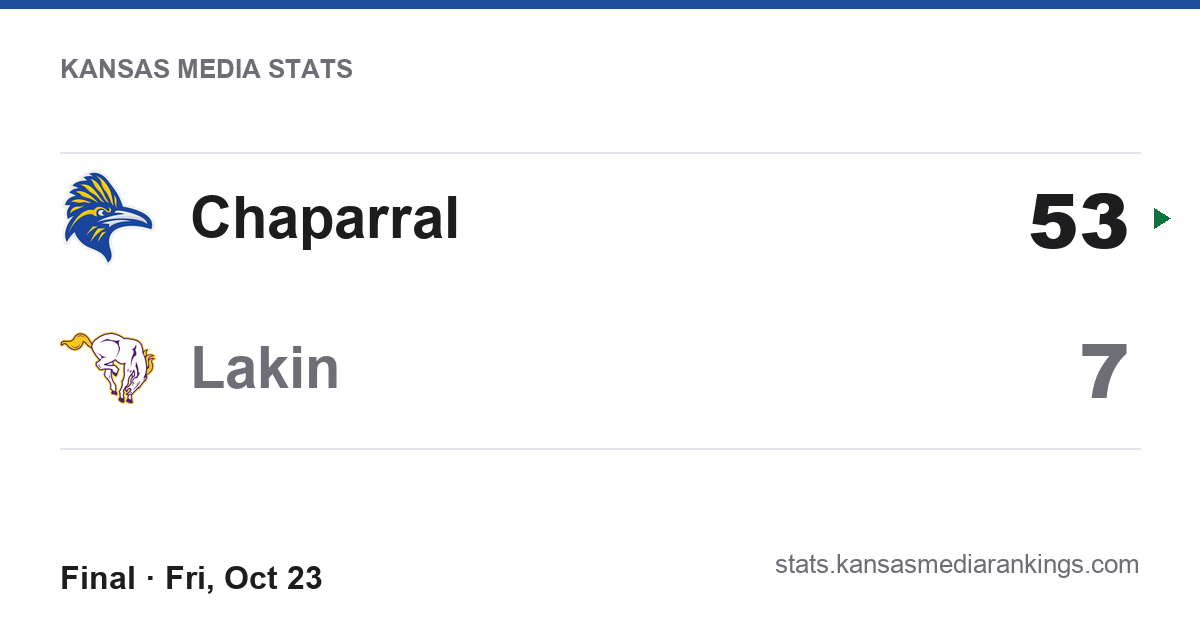 KANSAS MEDIA STATS
Chaparral 53
Lakin 7
Final · Fri, Oct 23
stats.kansasmediarankings.com